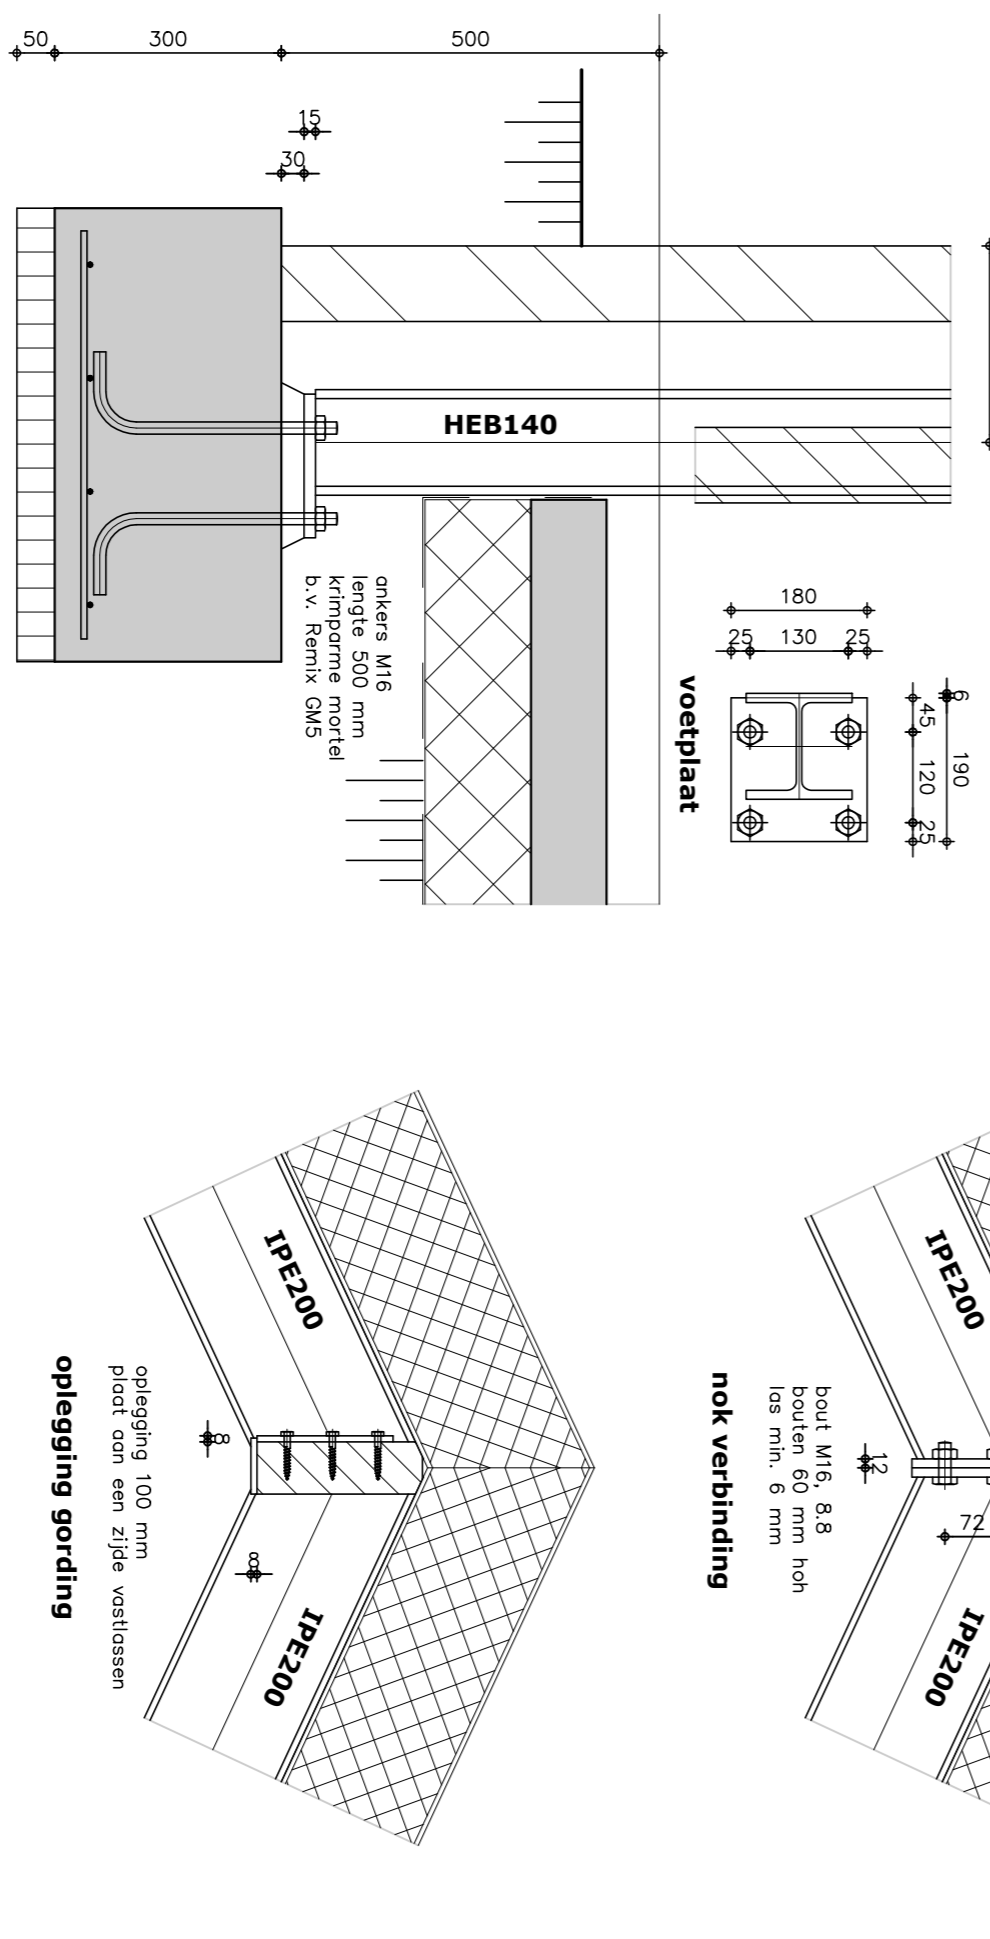 50
300
500
15
30
HEB140
ankers M16
lengte 500 mm
krimparme mortel
b.v. Remix GM5
180
25
130
25
voetplaat
6
45
120
25
190
IPE200
IPE200
8
8
oplegging 100 mm
plaat aan een zijde vastlassen
oplegging gording
IPE200
IPE200
12
72
bout M16, 8.8
bouten 60 mm hoh
las min. 6 mm
nok verbinding